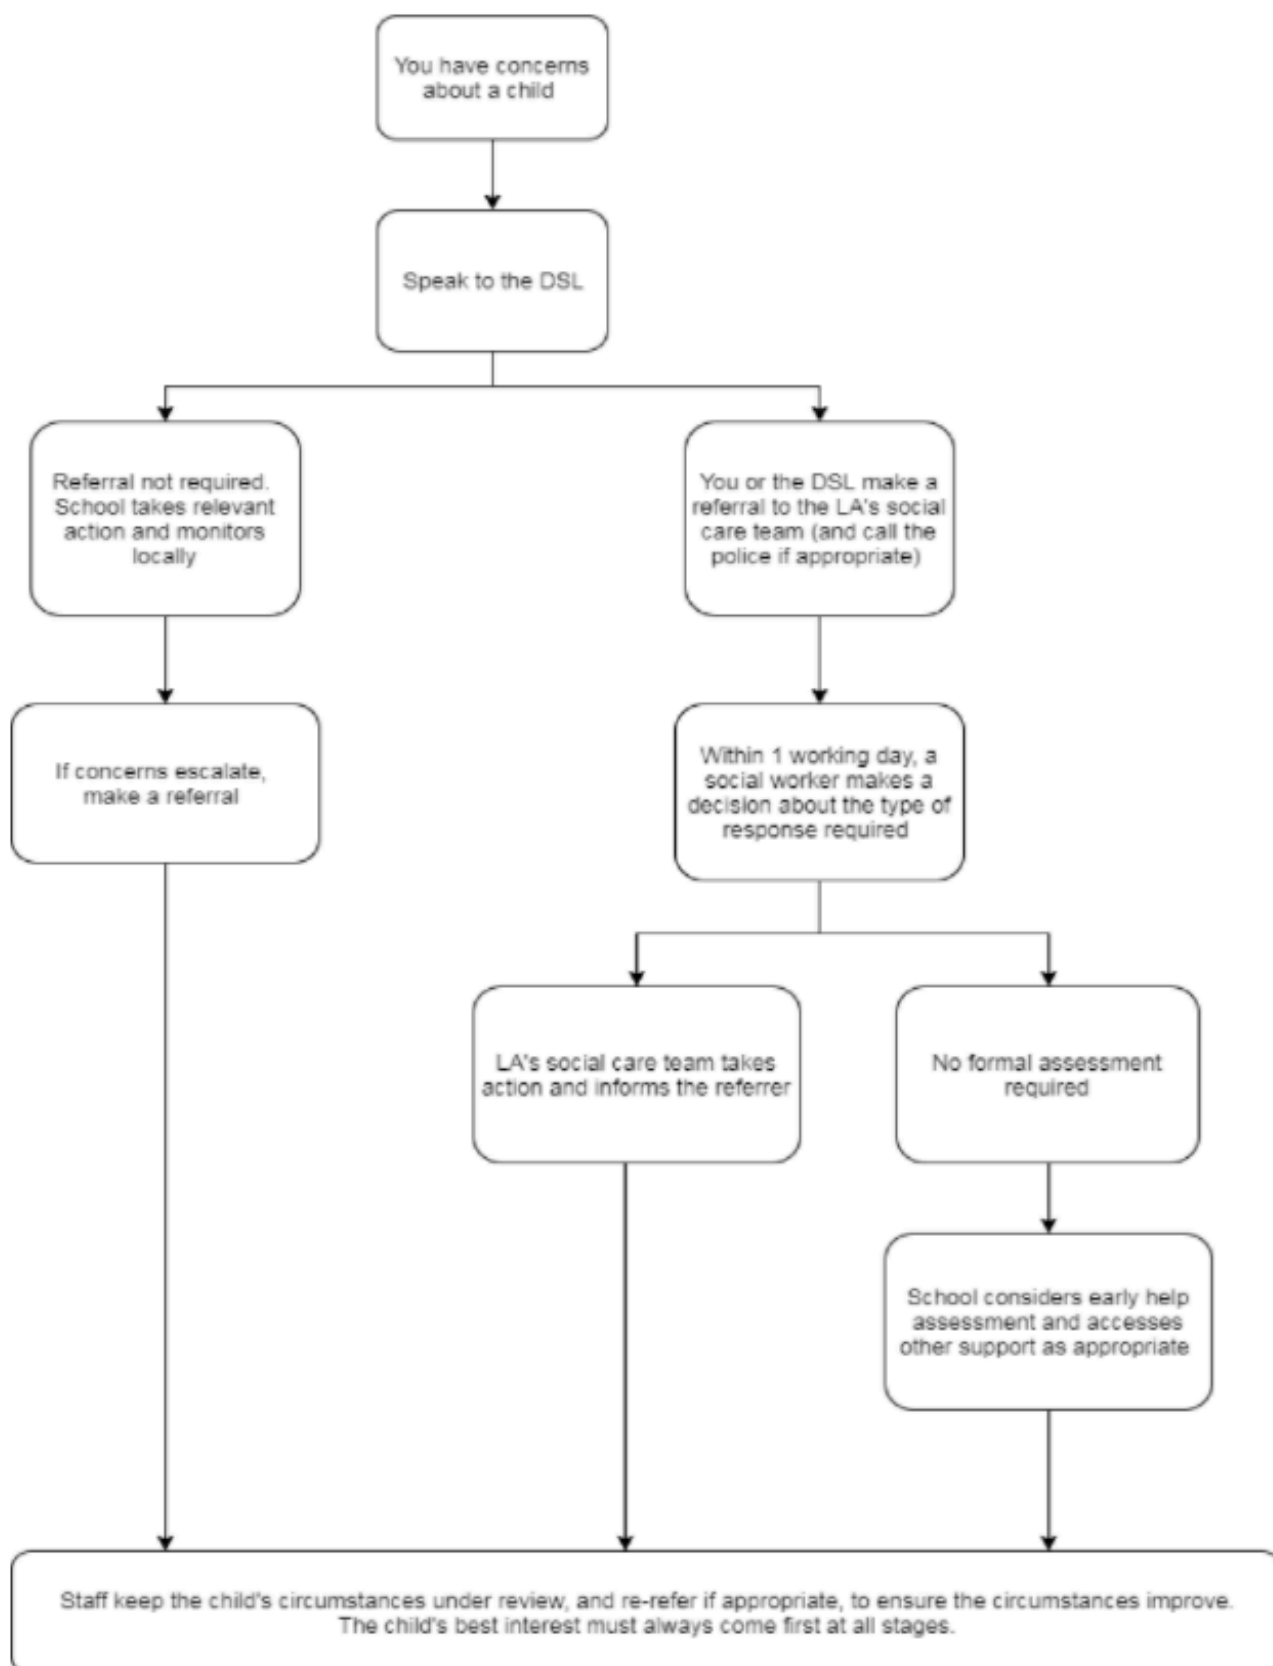 You have concerns
about a child
Speak to the DSL
Referral not required.
School takes relevant
action and monitors
locally
You or the DSL make a
referral to the LA's social
care team (and call the
police if appropriate)
If concerns escalate,
make a referral
Within 1 working day, a
social worker makes a
decision about the type of
response required
LA's social care team takes
action and informs the referrer
No formal assessment
required
School considers early help
assessment and accesses
other support as appropriate
Staff keep the child's circumstances under review, and re-refer if appropriate, to ensure the circumstances improve.
The child's best interest must always come first at all stages.